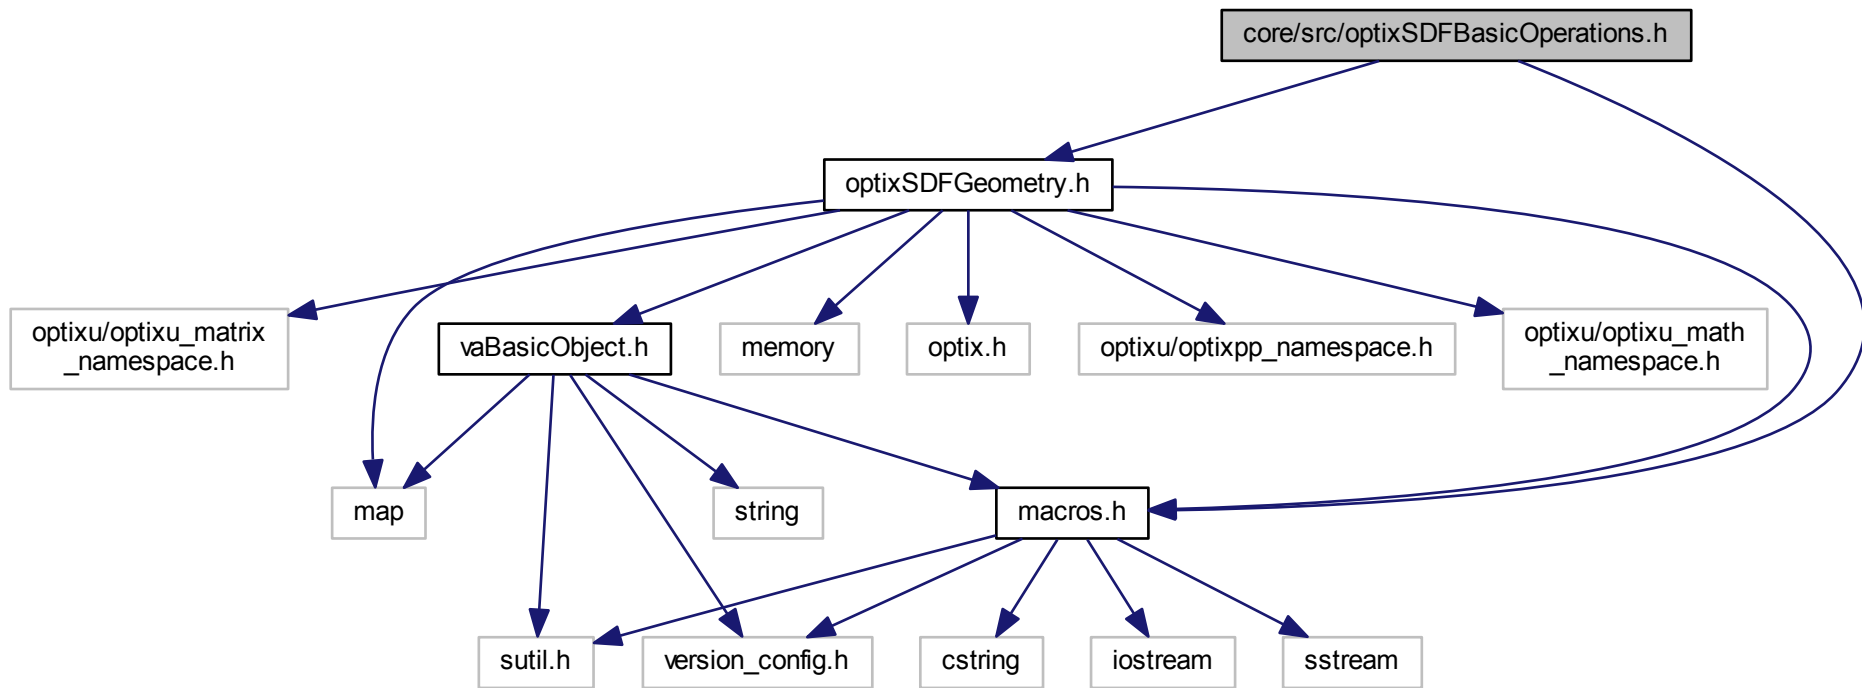 core/src/optixSDFBasicOperations.h
optixSDFGeometry.h
optixu/optixu_matrix
_namespace.h
vaBasicObject.h
memory
optix.h
optixu/optixpp_namespace.h
optixu/optixu_math
_namespace.h
map
string
macros.h
sutil.h
version_config.h
cstring
iostream
sstream